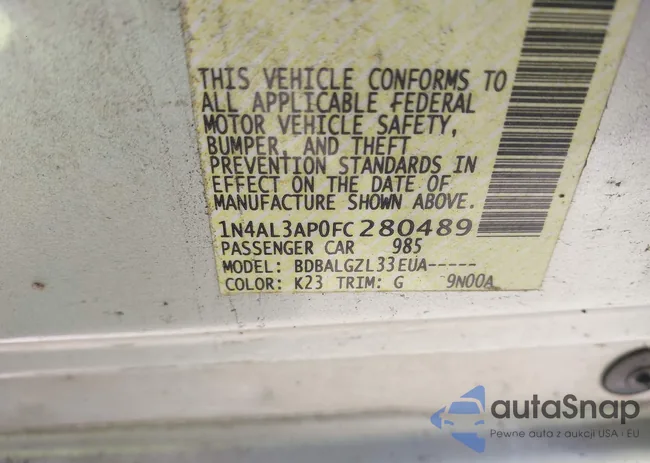 THIS VEHICLE CONFORMS TO
ALL APPLICABLE FEDERAL
MOTOR VEHICLE SAFETY,
BUMPER, AND THEFT
PREVENTION STANDARDS IN
EFFECT ON THE DATE OF
MANUFACTURE SHOWN ABOVE.
1N4AL3AP0FC280489
PASSENGER CAR 985
MODEL: BDBALGZL33EUA-----
COLOR: K23 TRIM: G 9N00A
autaSnap
Pewne auta z aukcji USA i EU